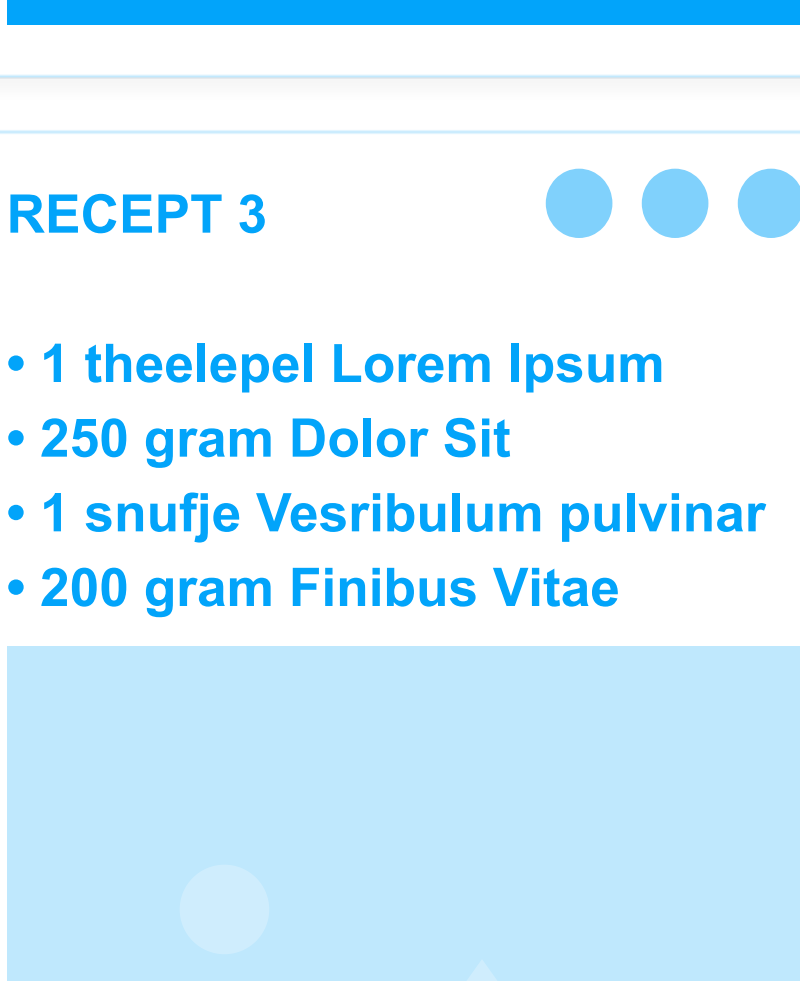 RECEPT 3
• 1 theelepel Lorem Ipsum
• 250 gram Dolor Sit
• 1 snufje Vesribulum pulvinar
• 200 gram Finibus Vitae